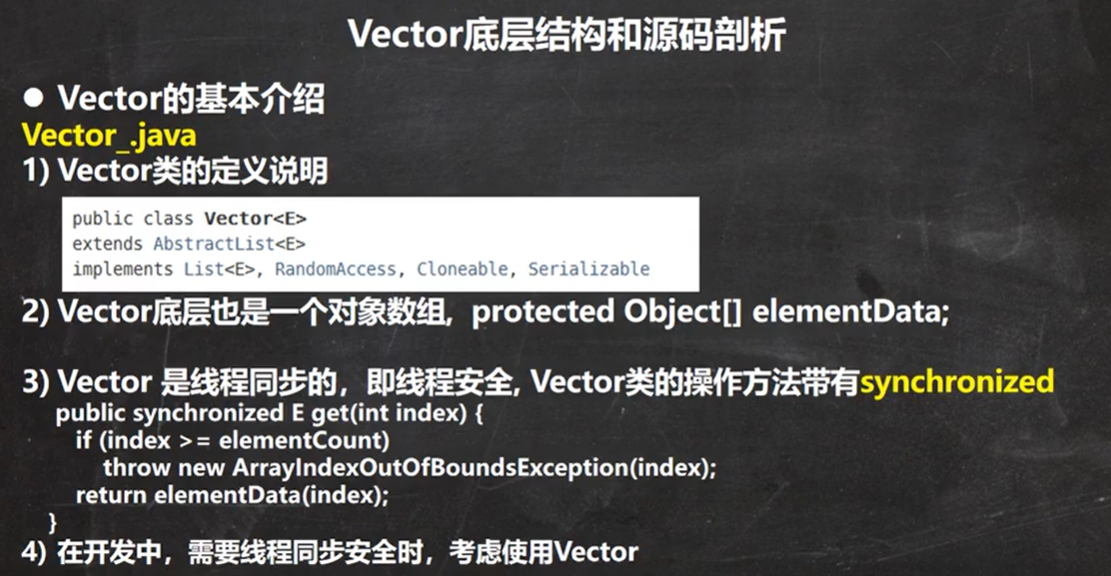 Vector底层结构和源码剖析
● Vector的基本介绍
Vector_.java
1) Vector类的定义说明
public class Vector<E>
extends AbstractList<E>
implements List<E>, RandomAccess, Cloneable, Serializable
2) Vector底层也是一个对象数组, protected Object[] elementData;
3) Vector 是线程同步的，即线程安全, Vector类的操作方法带有synchronized
public synchronized E get(int index) {
if (index >= elementCount)
throw new ArrayIndexOutOfBoundsException(index);
return elementData(index);
}
4) 在开发中，需要线程同步安全时，考虑使用Vector